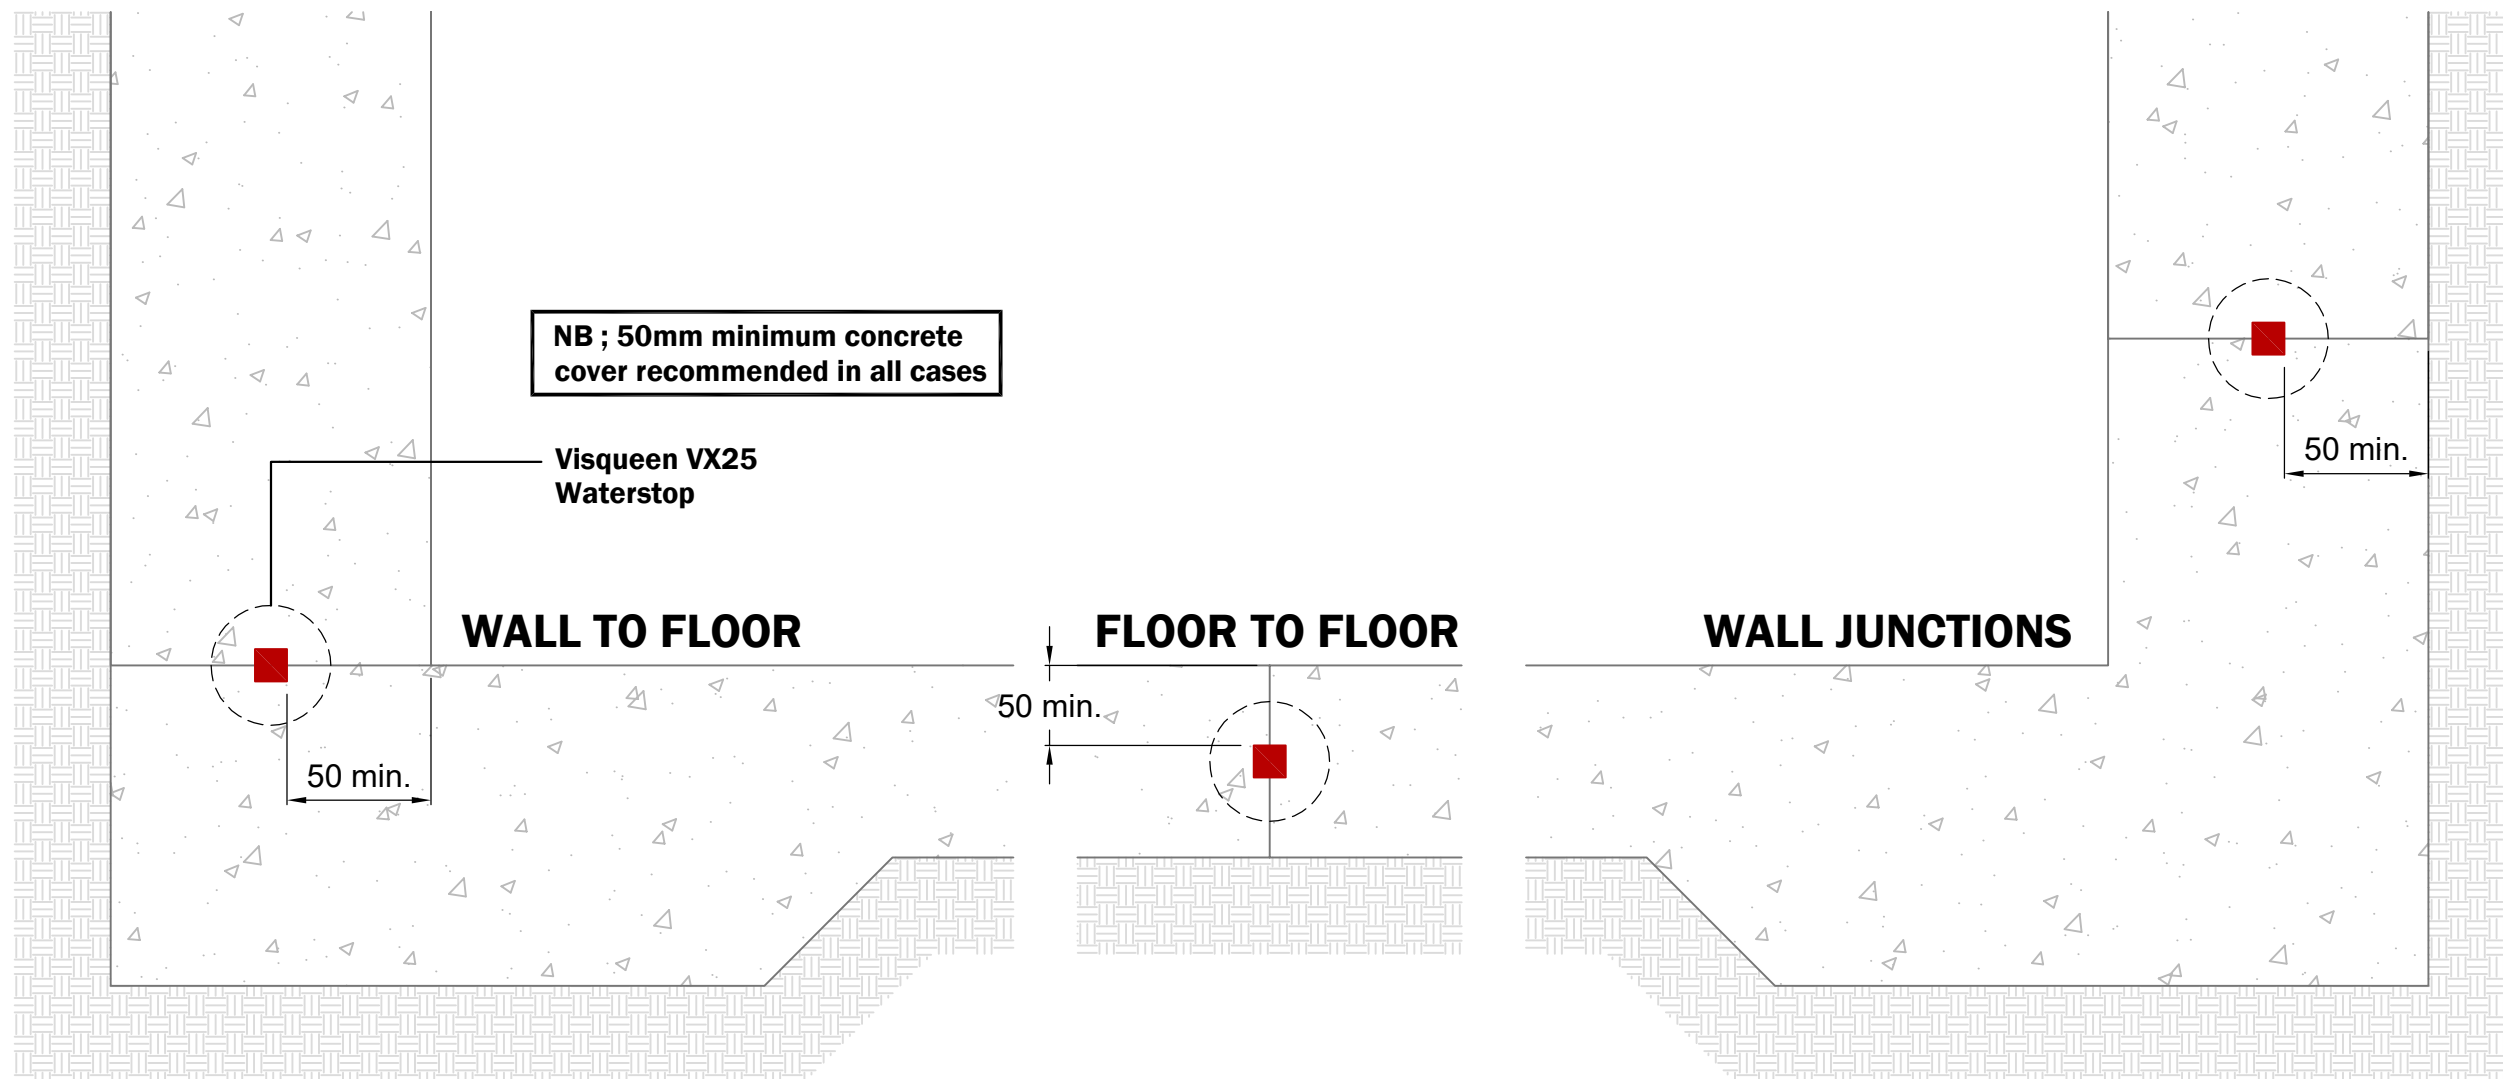 NB ; 50mm minimum concrete
cover recommended in all cases
Visqueen VX25
Waterstop
50 min.
WALL TO FLOOR
FLOOR TO FLOOR
WALL JUNCTIONS
50 min.
50 min.